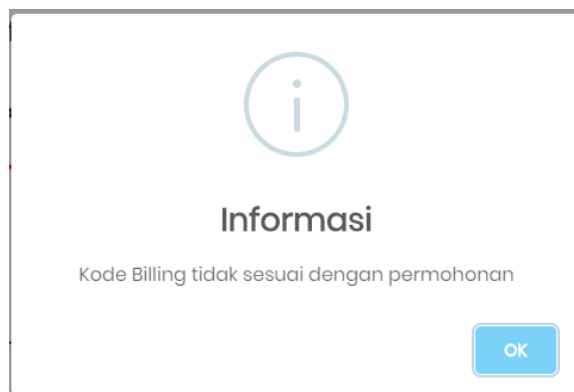 Informasi
Kode Billing tidak sesuai dengan permohonan
OK